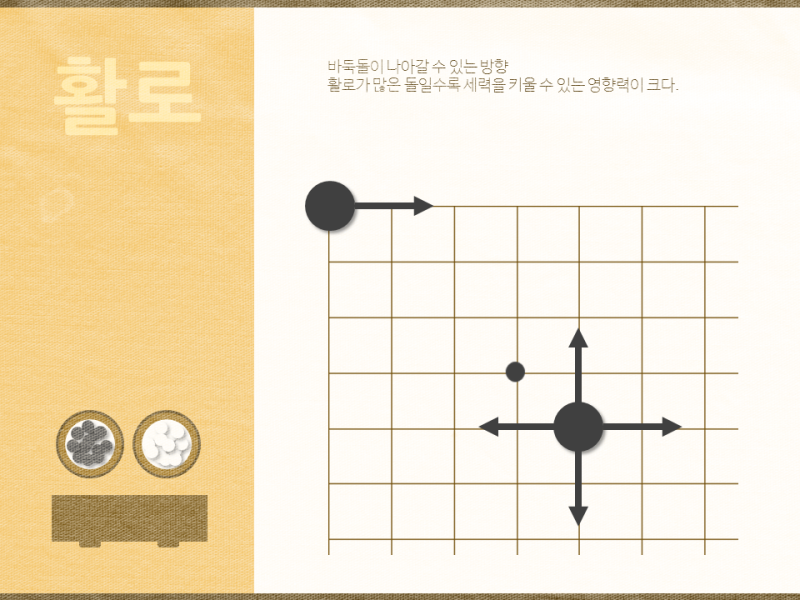 활로
바둑돌이 나아갈 수 있는 방향
활로가 많은 돌일수록 세력을 키울 수 있는 영향력이 크다.